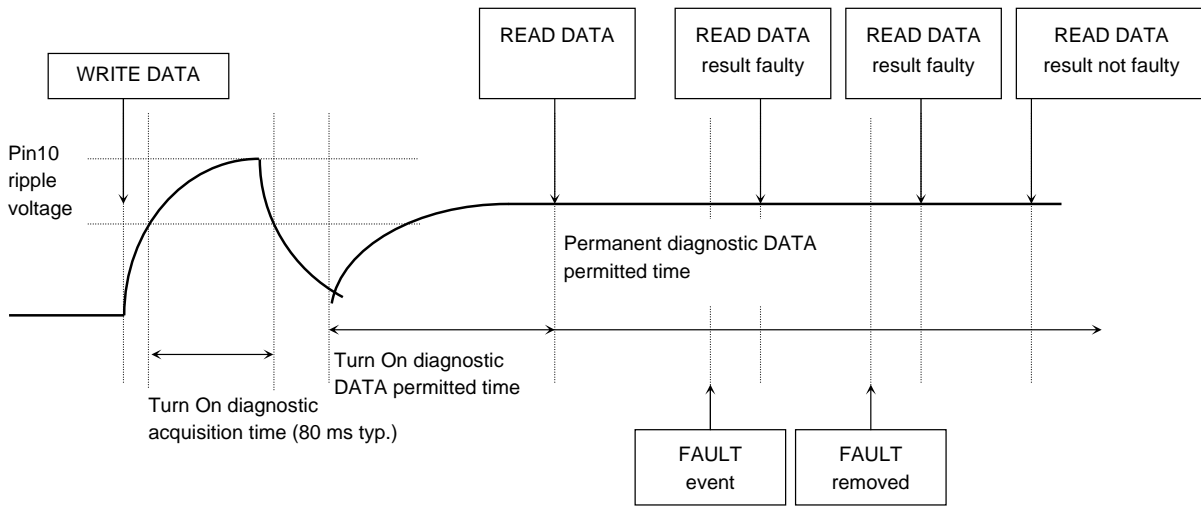 READ DATA
READ DATA
result faulty
READ DATA
result faulty
READ DATA
result not faulty
WRITE DATA
Pin10
ripple
voltage
Permanent diagnostic DATA
permitted time
Turn On diagnostic
DATA permitted time
Turn On diagnostic
acquisition time (80 ms typ.)
FAULT
event
FAULT
removed